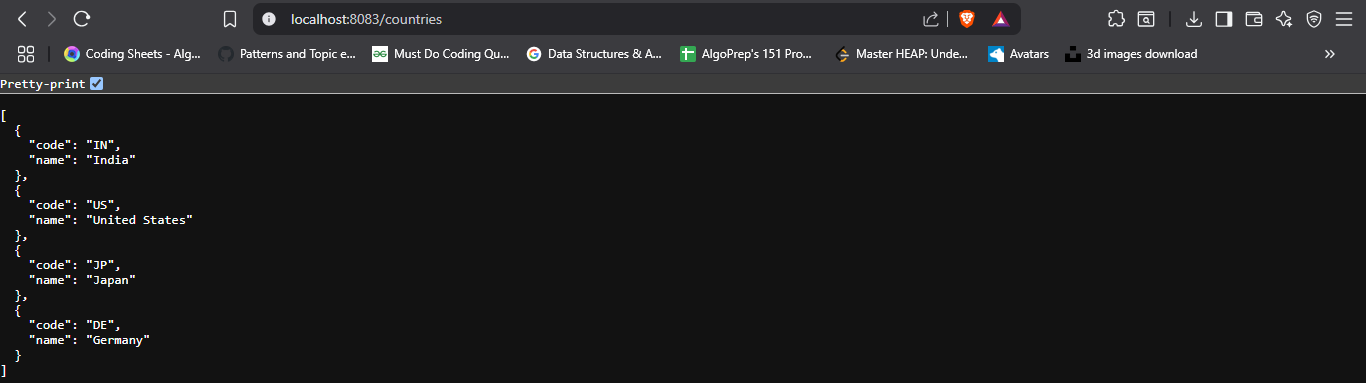 localhost:8083/countries
Coding Sheets - Alg...
Patterns and Topic e...
Must Do Coding Qu...
Data Structures & A...
AlgoPrep's 151 Pro...
Master HEAP: Unde...
Avatars
3d images download
»
Pretty-print
[
  {
    "code": "IN",
    "name": "India"
  },
  {
    "code": "US",
    "name": "United States"
  },
  {
    "code": "JP",
    "name": "Japan"
  },
  {
    "code": "DE",
    "name": "Germany"
  }
]